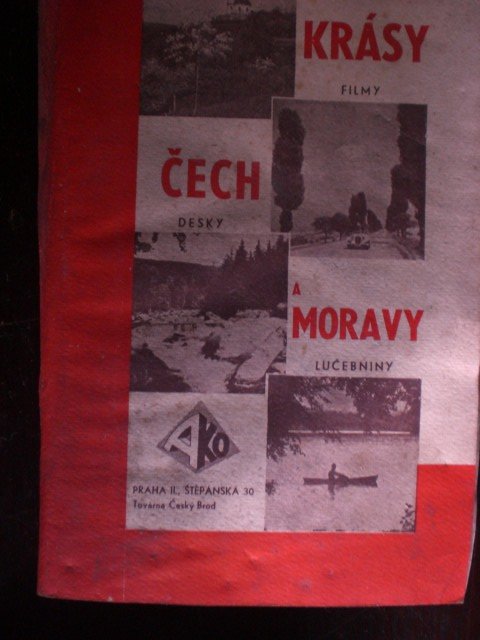 KRÁSY
FILMY
ČECH
DESKY
A
MORAVY
LUČEBNINY
AKO
PRAHA II., ŠTĚPÁNSKÁ 30
Továrna Český Brod